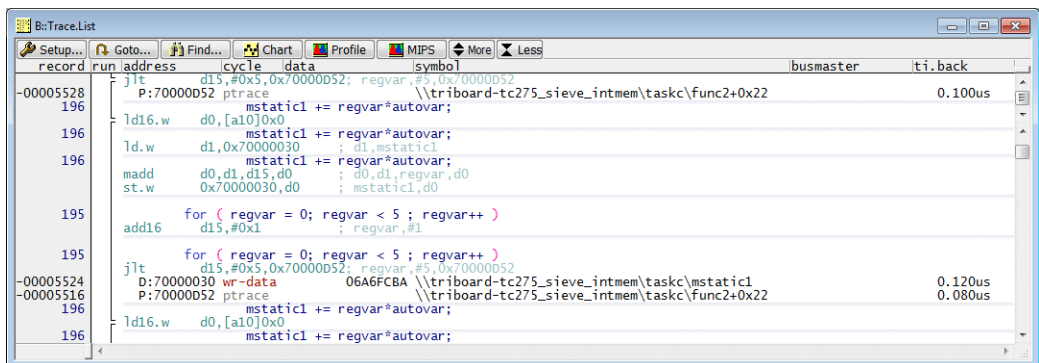 B::Trace.List
Setup... Goto... Find... Chart Profile MIPS More Less
record run address cycle data symbol busmaster ti.back
jlt d15,#0x5,0x70000D52; regvar,#5,0x70000D52
-00005528 P:70000D52 ptrace \\triboard-tc275_sieve_intmem\taskc\func2+0x22 0.100us
196 mstatic1 += regvar*autovar;
ld16.w d0,[a10]0x0
196 mstatic1 += regvar*autovar;
ld.w d1,0x70000030 ; d1,mstatic1
196 mstatic1 += regvar*autovar;
madd d0,d1,d15,d0 ; d0,d1,regvar,d0
st.w 0x70000030,d0 ; mstatic1,d0
195 for ( regvar = 0; regvar < 5 ; regvar++ )
add16 d15,#0x1 ; regvar,#1
195 for ( regvar = 0; regvar < 5 ; regvar++ )
jlt d15,#0x5,0x70000D52; regvar,#5,0x70000D52
-00005524 D:70000030 wr-data 06A6FCBA \\triboard-tc275_sieve_intmem\taskc\mstatic1 0.120us
-00005516 P:70000D52 ptrace \\triboard-tc275_sieve_intmem\taskc\func2+0x22 0.080us
196 mstatic1 += regvar*autovar;
ld16.w d0,[a10]0x0
196 mstatic1 += regvar*autovar;